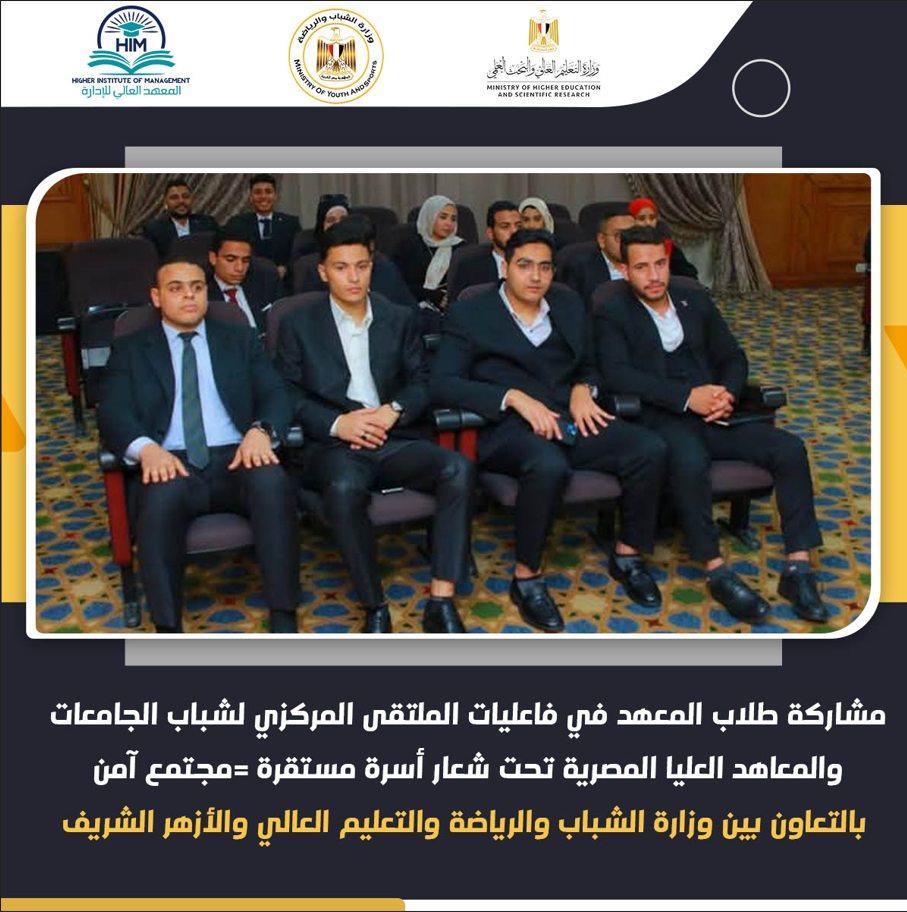 HIM
HIGHER INSTITUTE OF MANAGEMENT
المعهد العالي للإدارة
وزارة الشباب والرياضة
MINISTRY OF YOUTH AND SPORTS
وزارة التعليم العالي والبحث العلمي
MINISTRY OF HIGHER EDUCATION
AND SCIENTIFIC RESEARCH
مشاركة طلاب المعهد في فاعليات الملتقى المركزي لشباب الجامعات
والمعاهد العليا المصرية تحت شعار أسرة مستقرة =مجتمع آمن
بالتعاون بين وزارة الشباب والرياضة والتعليم العالي والأزهر الشريف